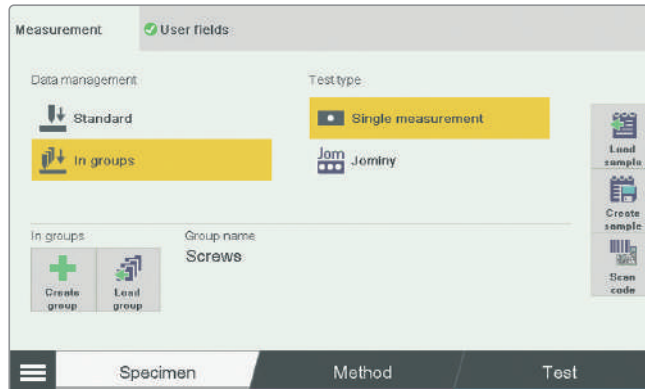 Measurement
User fields
Data management
Test type
Standard
Single measurement
In groups
Jom
Jominy
Load
sample
Create
sample
Scan
code
In groups
Group name
Screws
Create
group
Load
group
Specimen
Method
Test